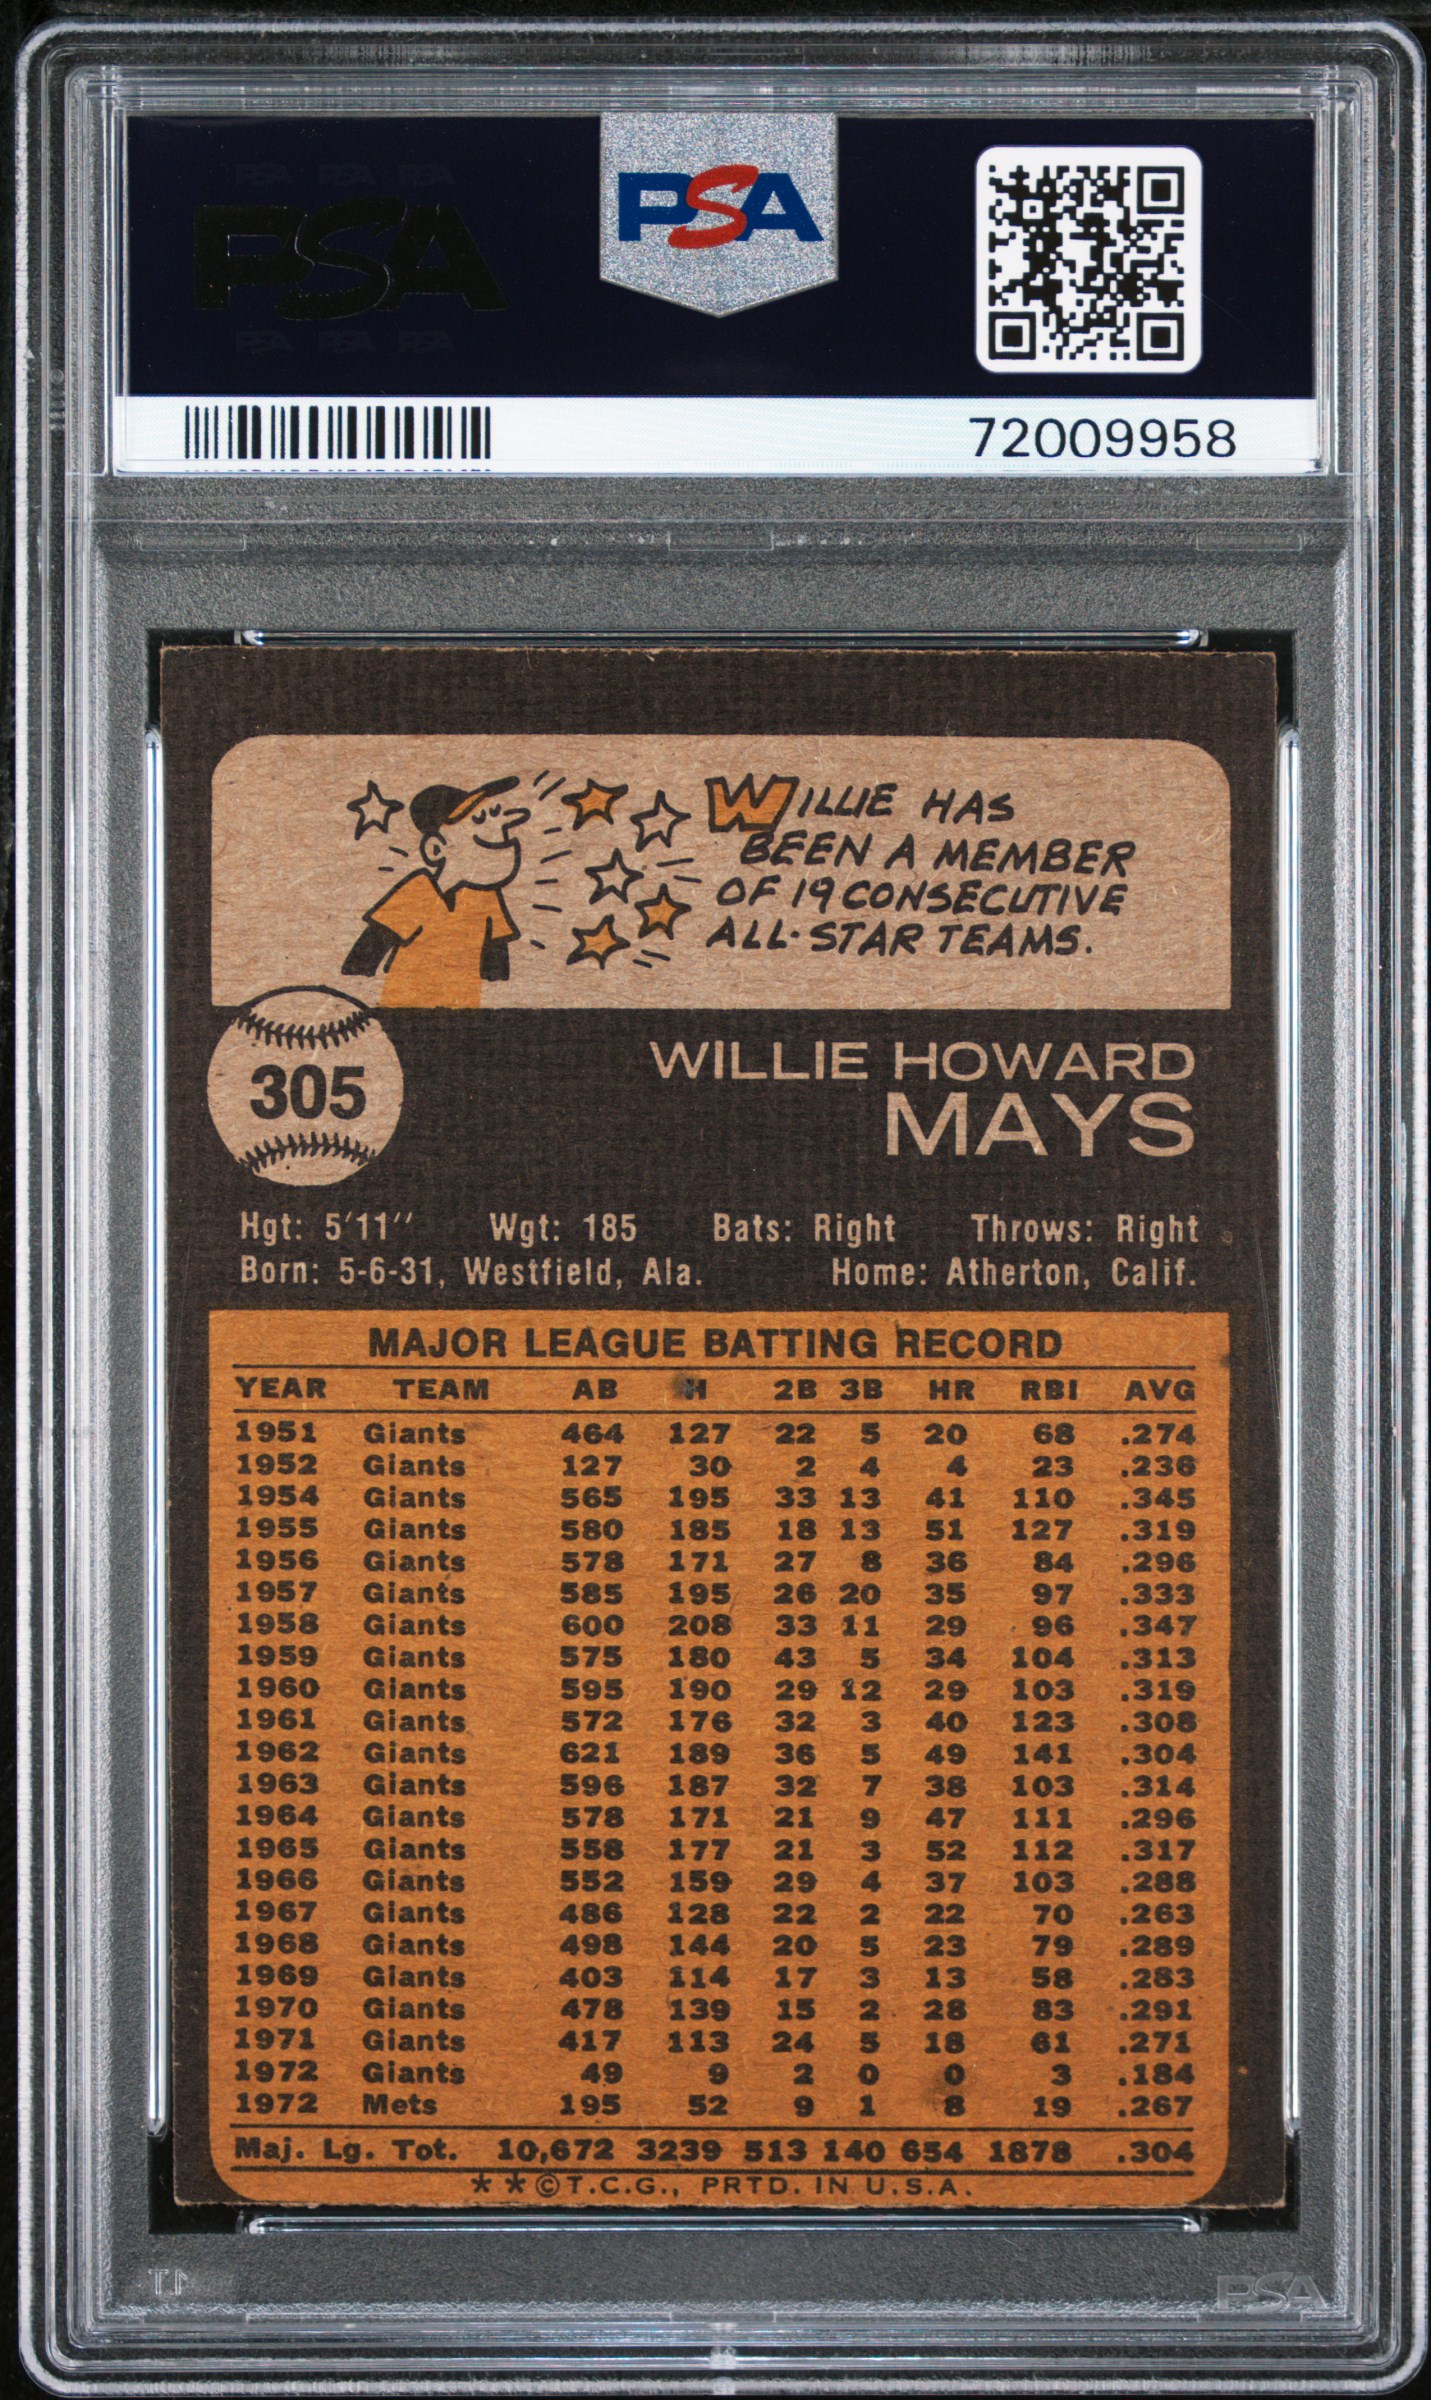 PSA PSA PSA
PSA
PSA PSA PSA
PSA
72009958
WILLIE HAS
BEEN A MEMBER
OF 19 CONSECUTIVE
ALL-STAR TEAMS.
305
WILLIE HOWARD
MAYS
Hgt: 5'11'' Wgt: 185 Bats: Right Throws: Right
Born: 5-6-31, Westfield, Ala. Home: Atherton, Calif.
MAJOR LEAGUE BATTING RECORD
YEAR TEAM AB H 2B 3B HR RBI AVG
1951 Giants 464 127 22 5 20 68 .274
1952 Giants 127 30 2 4 4 23 .236
1954 Giants 565 195 33 13 41 110 .345
1955 Giants 580 185 18 13 51 127 .319
1956 Giants 578 171 27 8 36 84 .296
1957 Giants 585 195 26 20 35 97 .333
1958 Giants 600 208 33 11 29 96 .347
1959 Giants 575 180 43 5 34 104 .313
1960 Giants 595 190 29 12 29 103 .319
1961 Giants 572 176 32 3 40 123 .308
1962 Giants 621 189 36 5 49 141 .304
1963 Giants 596 187 32 7 38 103 .314
1964 Giants 578 171 21 9 47 111 .296
1965 Giants 558 177 21 3 52 112 .317
1966 Giants 552 159 29 4 37 103 .288
1967 Giants 486 128 22 2 22 70 .263
1968 Giants 498 144 20 5 23 79 .289
1969 Giants 403 114 17 3 13 58 .283
1970 Giants 478 139 15 2 28 83 .291
1971 Giants 417 113 24 5 18 61 .271
1972 Giants 49 9 2 0 0 3 .184
1972 Mets 195 52 9 1 8 19 .267
Maj. Lg. Tot. 10,672 3239 513 140 654 1878 .304
* * © T.C.G., PRTD. IN U.S.A.
PSA